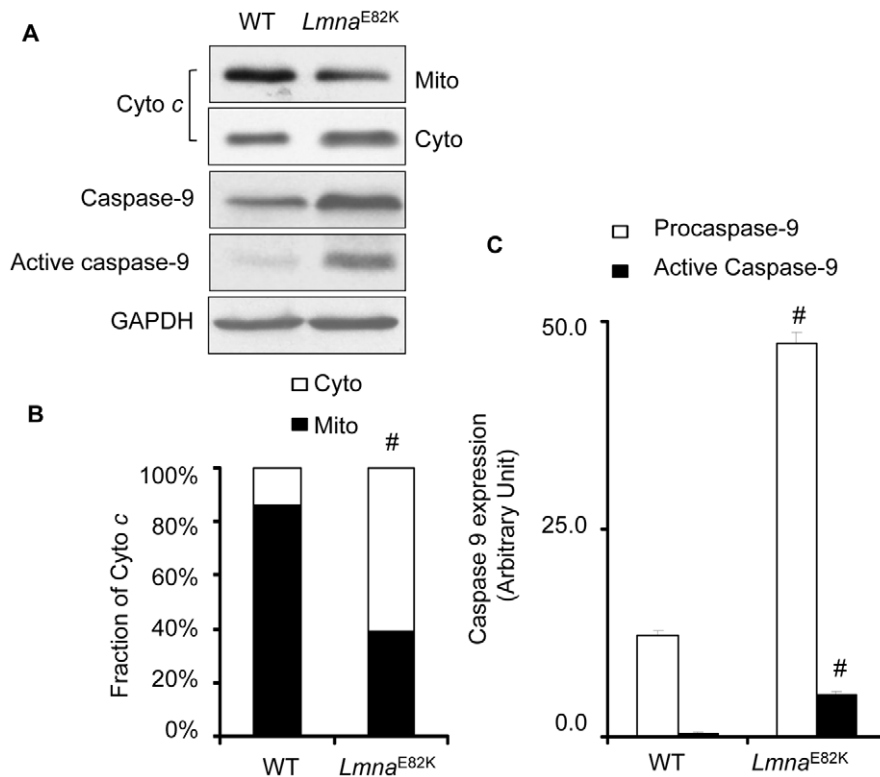 A
WT Lmna^E82K
Cyto c
Mito
Cyto
Caspase-9
Active caspase-9
GAPDH
B
Cyto
Mito
#
Fraction of Cyto c
100%
80%
60%
40%
20%
0%
WT Lmna^E82K
C
Procaspase-9
Active Caspase-9
Caspase 9 expression
(Arbitrary Unit)
50.0
25.0
0.0
#
#
WT Lmna^E82K